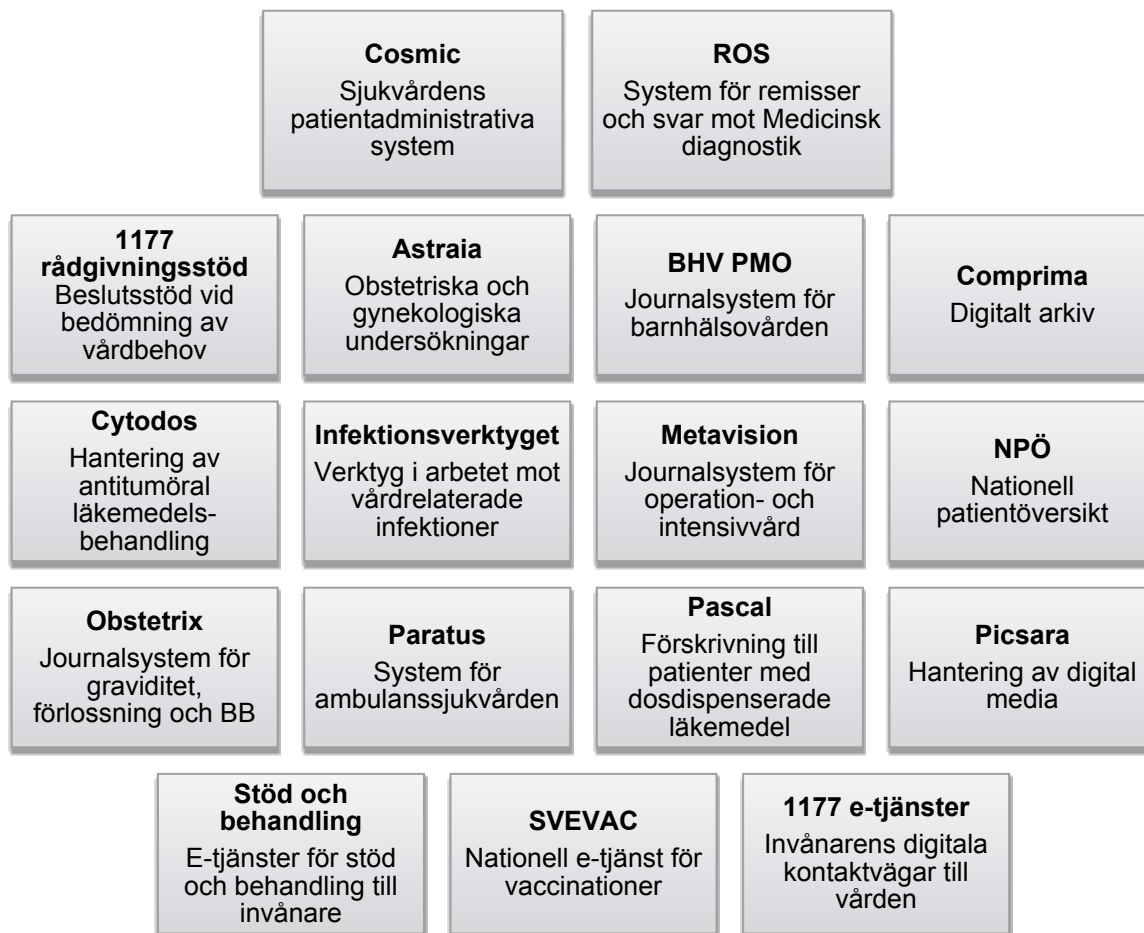 Cosmic
Sjukvårdens
patientadministrativa
system
ROS
System för remisser
och svar mot Medicinsk
diagnostik
1177
rådgivningsstöd
Beslutsstöd vid
bedömning av
vårdbehov
Astraia
Obstetriska och
gynekologiska
undersökningar
BHV PMO
Journalsystem för
barnhälsovården
Comprima
Digitalt arkiv
Cytodos
Hantering av
antitumöral
läkemedels-
behandling
Infektionsverktyget
Verktyg i arbetet mot
vårdrelaterade
infektioner
Metavision
Journalsystem för
operation- och
intensivvård
NPÖ
Nationell
patientöversikt
Obstetrix
Journalsystem för
graviditet,
förlossning och BB
Paratus
System för
ambulanssjukvården
Pascal
Förskrivning till
patienter med
dosdispenserade
läkemedel
Picsara
Hantering av digital
media
Stöd och
behandling
E-tjänster för stöd
och behandling till
invånare
SVEVAC
Nationell e-tjänst för
vaccinationer
1177 e-tjänster
Invånarens digitala
kontaktvägar till
vården